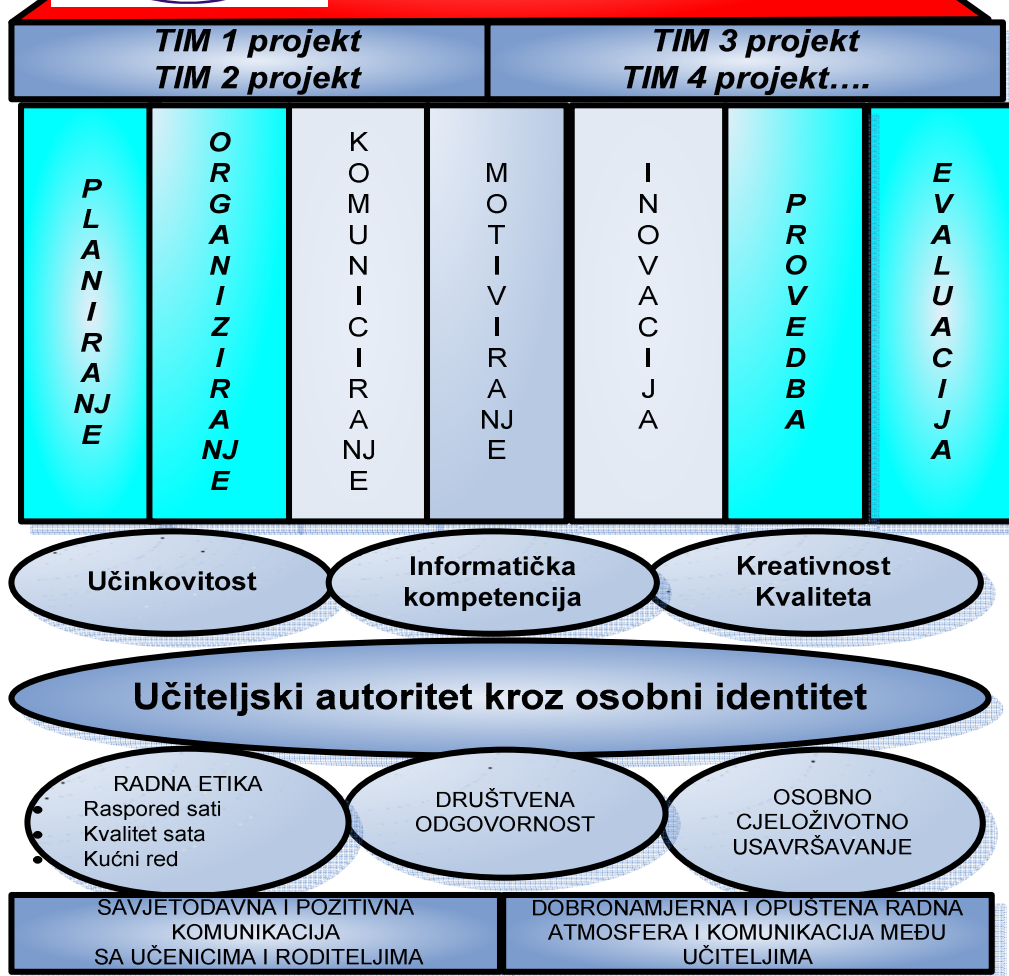 TIM 1 projekt
TIM 2 projekt
TIM 3 projekt
TIM 4 projekt….
PLANIRANJE
ORGANIZIRANJE
KOMUNICIRANJE
MOTIVIRANJE
INOVACIJA
PROVEDBA
EVALUACIJA
Učinkovitost
Informatička
kompetencija
Kreativnost
Kvaliteta
Učiteljski autoritet kroz osobni identitet
RADNA ETIKA
• Raspored sati
• Kvalitet sata
• Kućni red
DRUŠTVENA
ODGOVORNOST
OSOBNO
CJELOŽIVOTNO
USAVRŠAVANJE
SAVJETODAVNA I POZITIVNA
KOMUNIKACIJA
SA UČENICIMA I RODITELJIMA
DOBRONAMJERNA I OPUŠTENA RADNA
ATMOSFERA I KOMUNIKACIJA MEĐU
UČITELJIMA